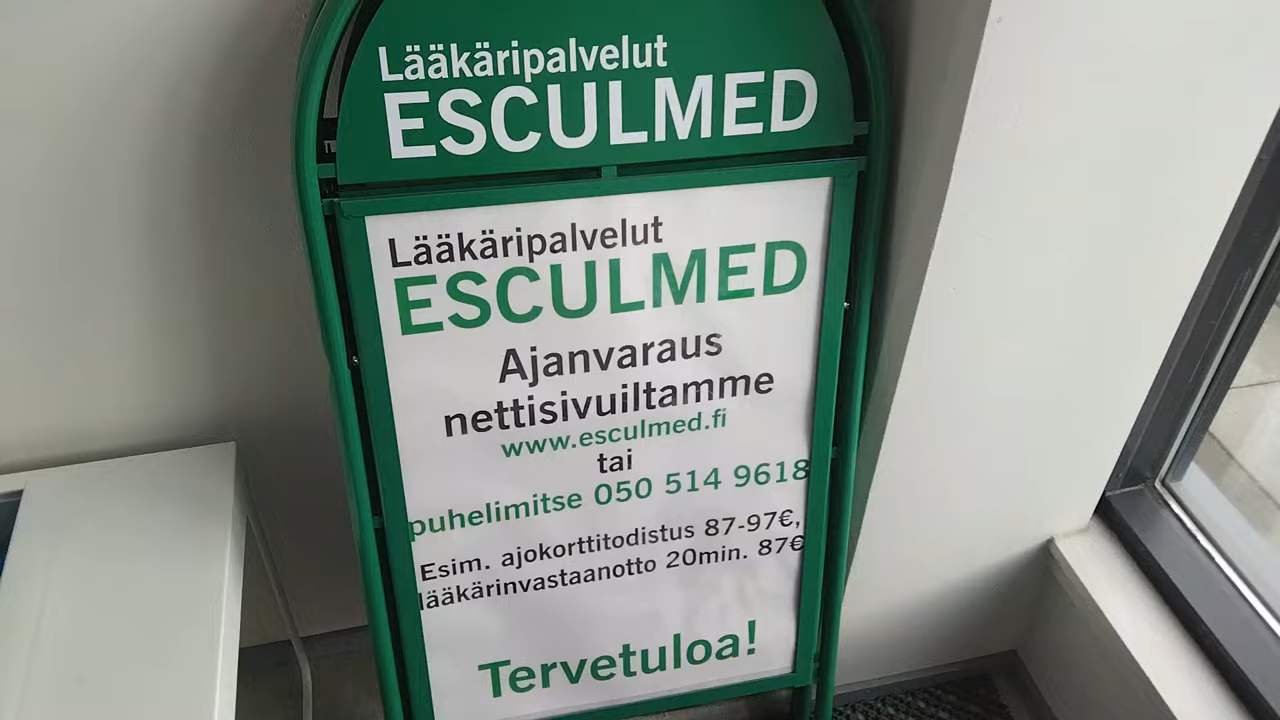 Lääkäripalvelut
ESCULMED
Lääkäripalvelut
ESCULMED
Ajanvaraus
nettisivuiltamme
www.esculmed.fi
tai
puhelimitse 050 514 9618
Esim. ajokorttitodistus 87-97€,
lääkärinvastaanotto 20min. 87€
Tervetuloa!